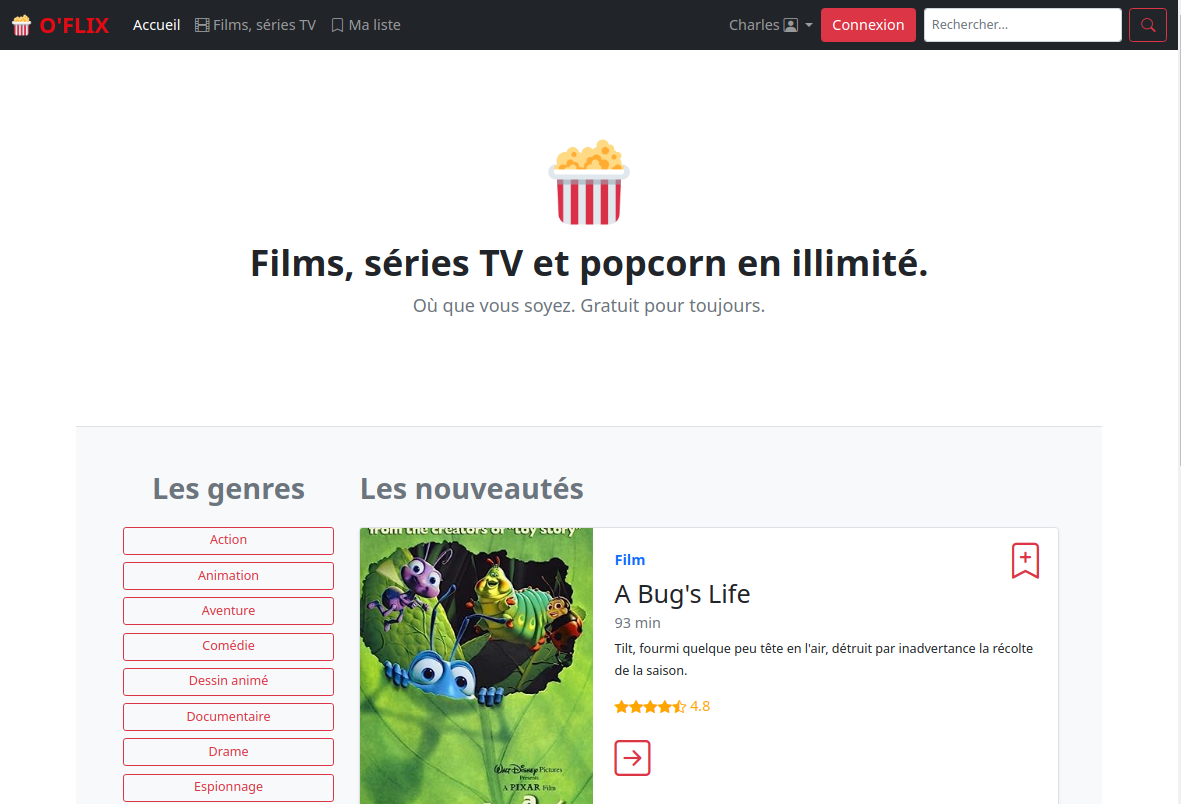 O'FLIX Accueil Films, séries TV Ma liste Charles Connexion Rechercher...
Films, séries TV et popcorn en illimité.
Où que vous soyez. Gratuit pour toujours.
Les genres
Action
Animation
Aventure
Comédie
Dessin animé
Documentaire
Drame
Espionnage
Les nouveautés
from the creators of "toy story"
WALT DISNEY Pictures
Presents
A PIXAR Film
a
Film
A Bug's Life
93 min
Tilt, fourmi quelque peu tête en l'air, détruit par inadvertance la récolte
de la saison.
4.8